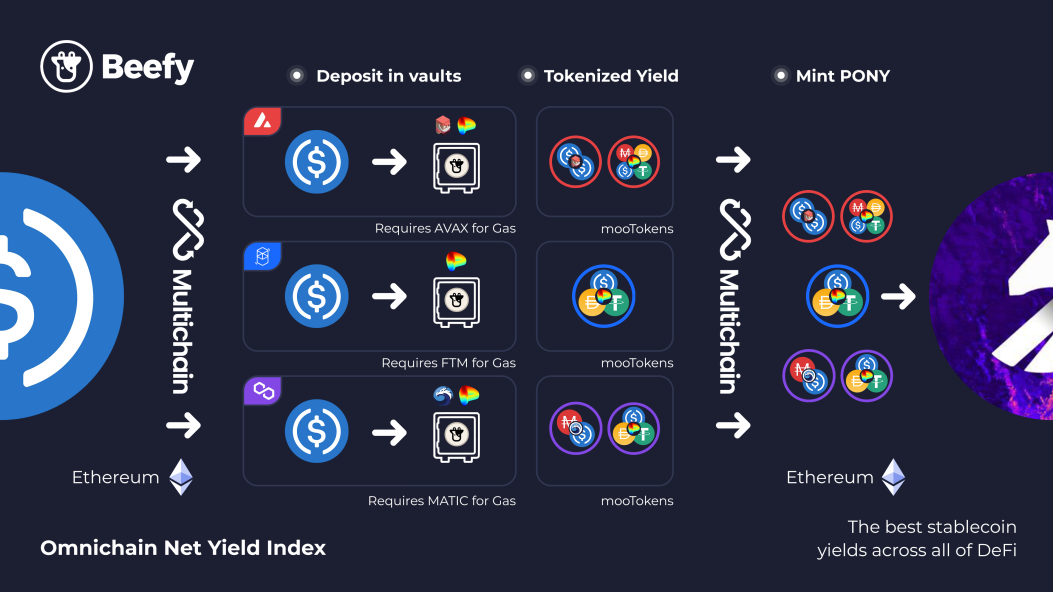 Beefy
Deposit in vaults
Tokenized Yield
Mint PONY
Requires AVAX for Gas
mooTokens
Multichain
Multichain
Requires FTM for Gas
mooTokens
Requires MATIC for Gas
mooTokens
Ethereum
Ethereum
Omnichain Net Yield Index
The best stablecoin
yields across all of DeFi